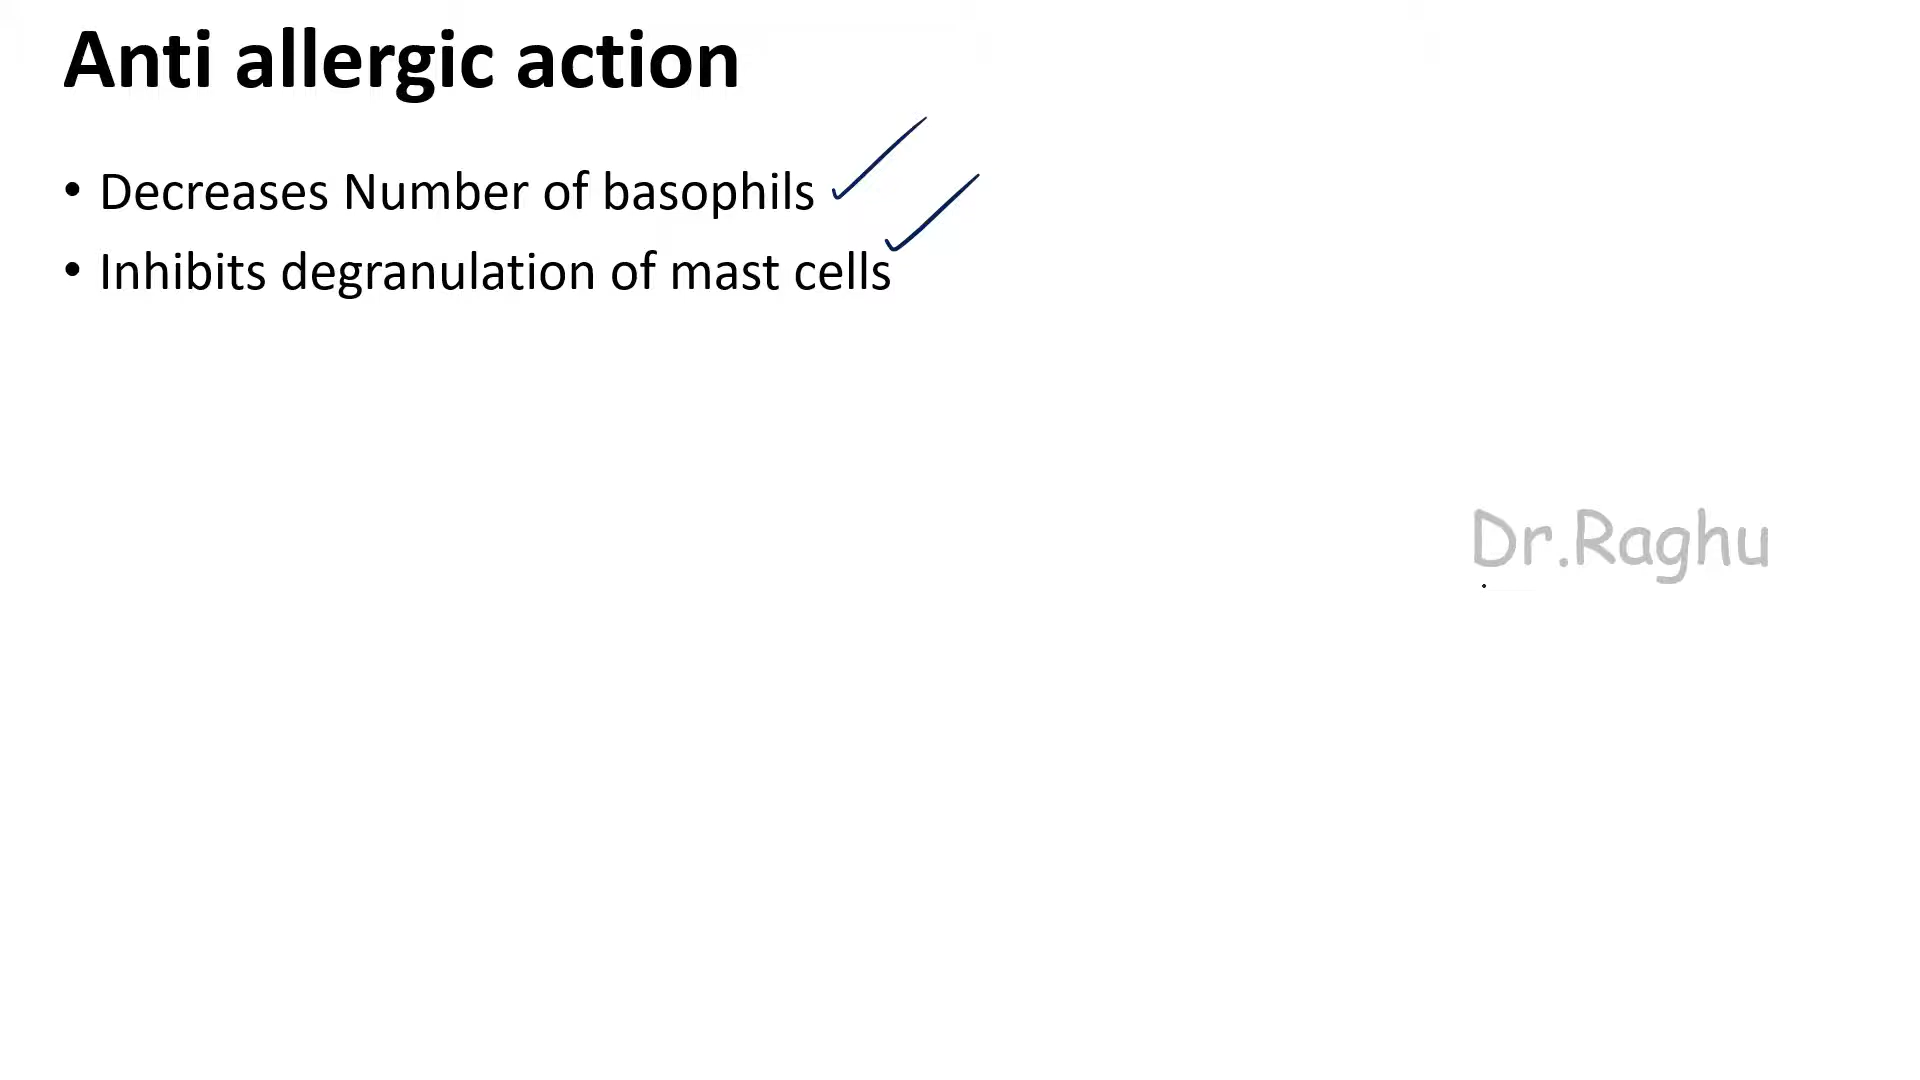 Anti allergic action
• Decreases Number of basophils
• Inhibits degranulation of mast cells
Dr.Raghu